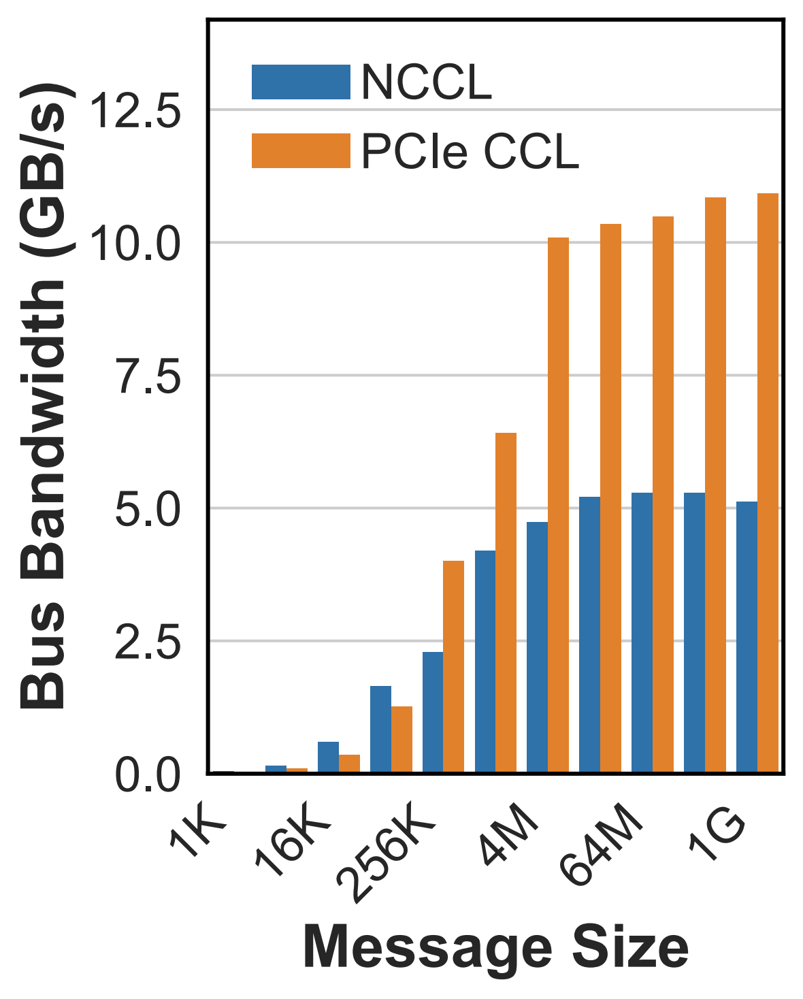 NCCL
PCIe CCL
Bus Bandwidth (GB/s)
12.5
10.0
7.5
5.0
2.5
0.0
1K
16K
256K
4M
64M
1G
Message Size